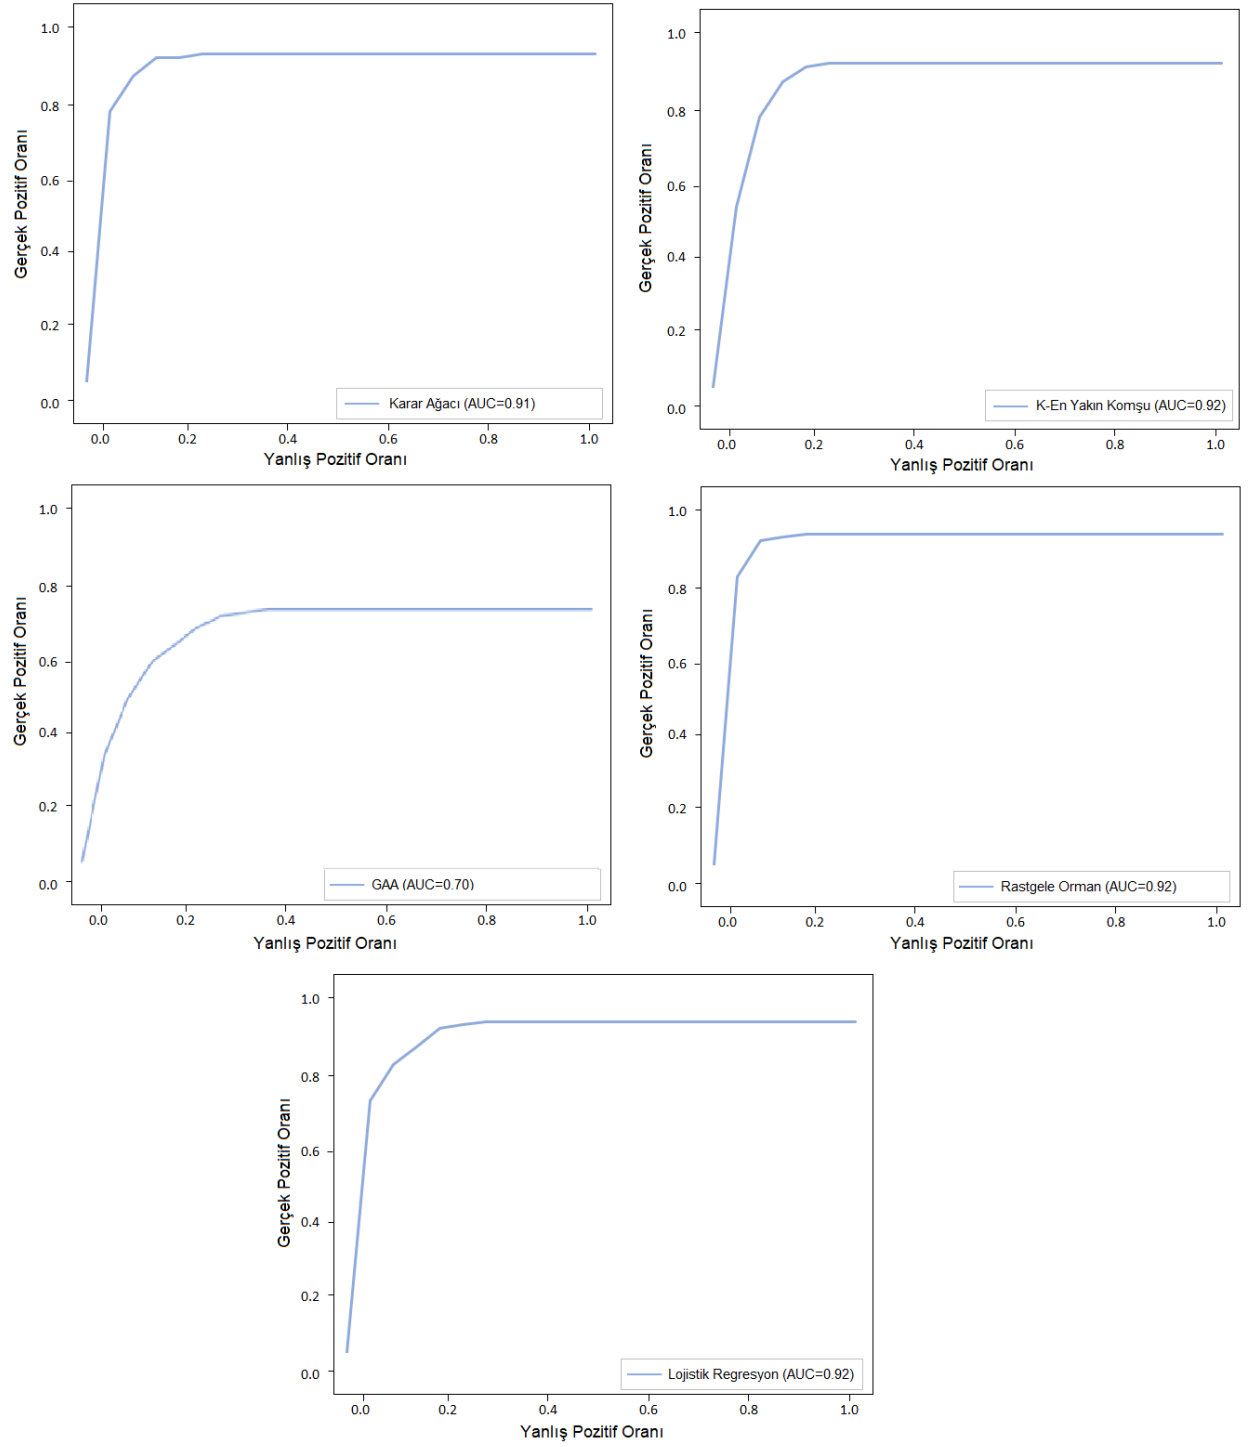 1.0
0.8
0.6
0.4
0.2
0.0
Gerçek Pozitif Oranı
Karar Ağacı (AUC=0.91)
0.0 0.2 0.4 0.6 0.8 1.0
Yanlış Pozitif Oranı
1.0
0.8
0.6
0.4
0.2
0.0
Gerçek Pozitif Oranı
K-En Yakın Komşu (AUC=0.92)
0.0 0.2 0.4 0.6 0.8 1.0
Yanlış Pozitif Oranı
1.0
0.8
0.6
0.4
0.2
0.0
Gerçek Pozitif Oranı
GAA (AUC=0.70)
0.0 0.2 0.4 0.6 0.8 1.0
Yanlış Pozitif Oranı
1.0
0.8
0.6
0.4
0.2
0.0
Gerçek Pozitif Oranı
Rastgele Orman (AUC=0.92)
0.0 0.2 0.4 0.6 0.8 1.0
Yanlış Pozitif Oranı
1.0
0.8
0.6
0.4
0.2
0.0
Gerçek Pozitif Oranı
Lojistik Regresyon (AUC=0.92)
0.0 0.2 0.4 0.6 0.8 1.0
Yanlış Pozitif Oranı